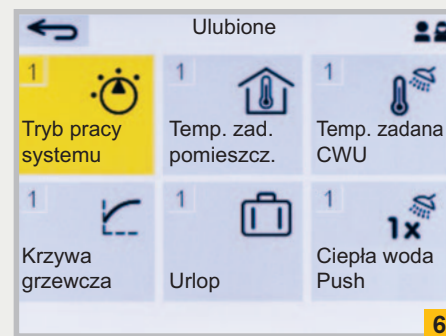 Ulubione
1 1 1
Tryb pracy
systemu
Temp. zad.
pomieszcz.
Temp. zadana
CWU
1 1 1
Krzywa
grzewcza
Urlop
1x
Ciepła woda
Push
6